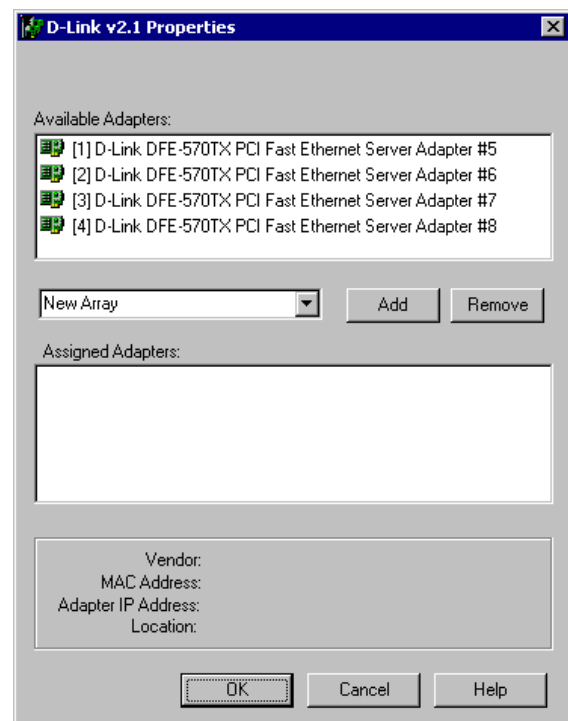 D-Link v2.1 Properties
Available Adapters:
[1] D-Link DFE-570TX PCI Fast Ethernet Server Adapter #5
[2] D-Link DFE-570TX PCI Fast Ethernet Server Adapter #6
[3] D-Link DFE-570TX PCI Fast Ethernet Server Adapter #7
[4] D-Link DFE-570TX PCI Fast Ethernet Server Adapter #8
New Array Add Remove
Assigned Adapters:
Vendor:
MAC Address:
Adapter IP Address:
Location:
OK Cancel Help